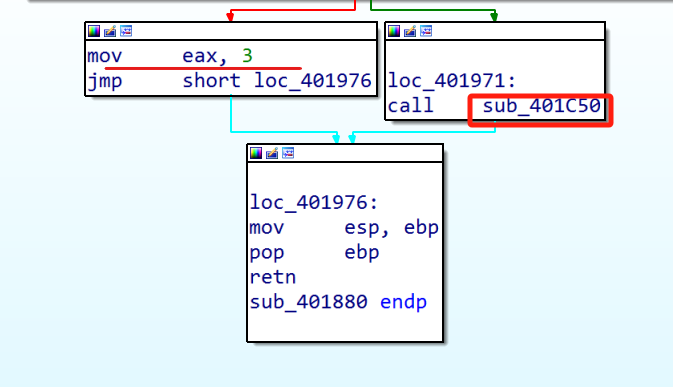 mov eax, 3
jmp short loc_401976
loc_401971:
call sub_401C50
loc_401976:
mov esp, ebp
pop ebp
retn
sub_401880 endp